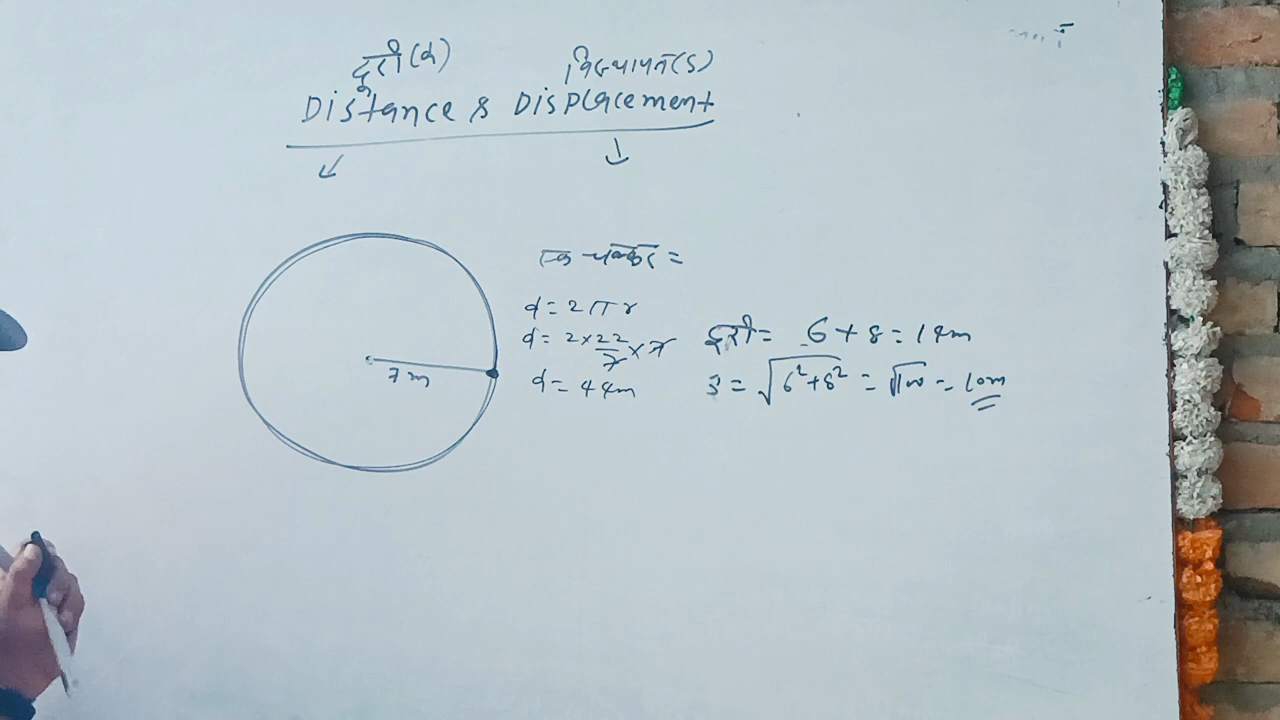 दूरी(d) विस्थापन(s)
Distance & Displacement
7m
एक चक्कर =
d = 2πr
d = 2×22/7×7
d = 44m
दूरी = 6+8=14m
s = √6²+8² = √100 = 10m